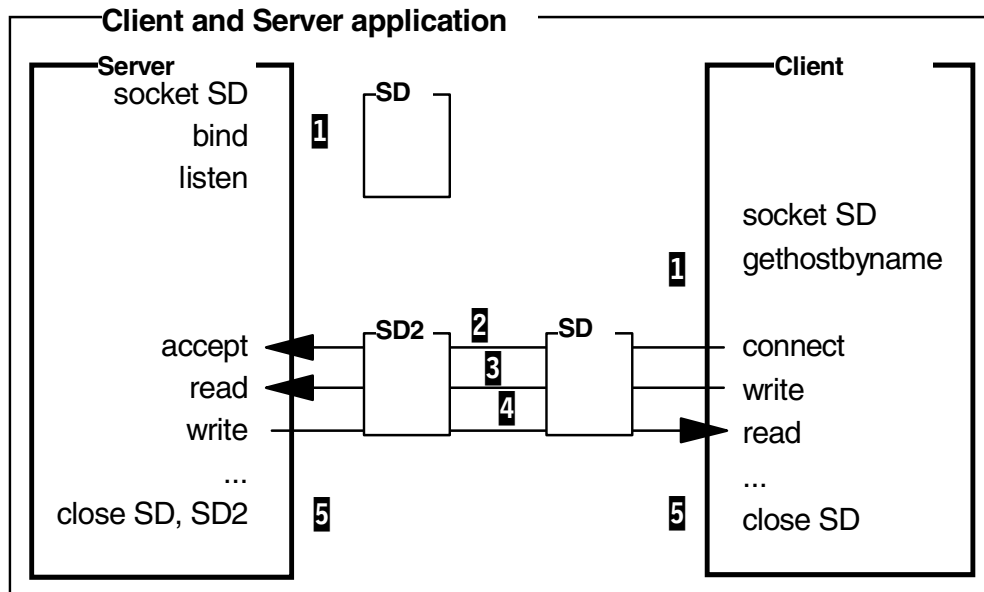 Client and Server application
Server
Client
socket SD
SD
bind
1
listen
socket SD
1
gethostbyname
accept
SD2
2
SD
connect
read
3
write
write
4
read
...
...
close SD, SD2
5
5
close SD